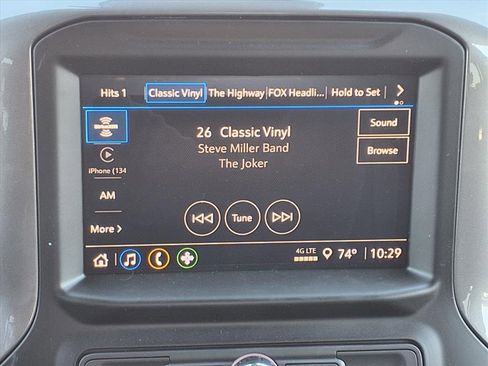 Hits 1 Classic Vinyl The Highway FOX Headli... Hold to Set
26 Classic Vinyl
Steve Miller Band
The Joker
Sound
Browse
iPhone (134
AM
More
Tune
4G LTE
74° 10:29